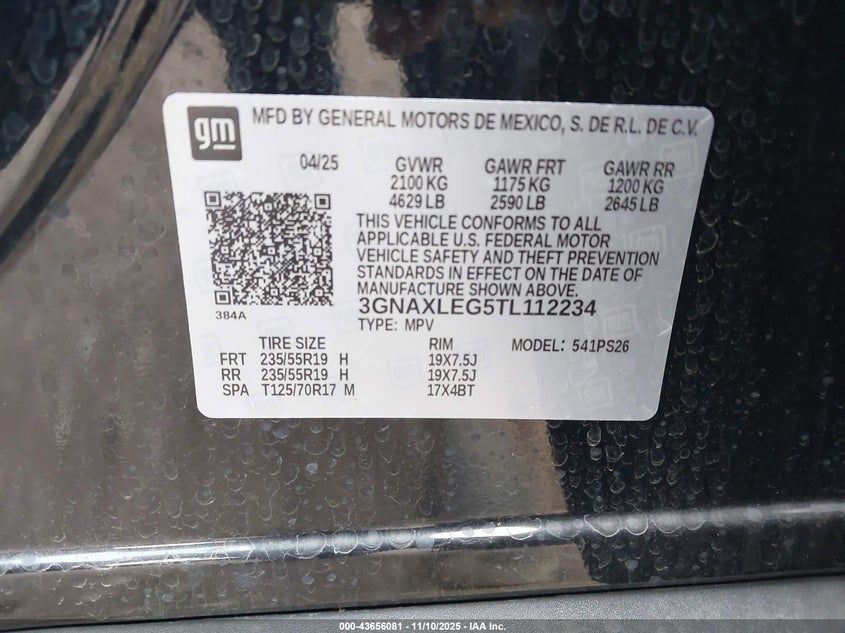 gm
MFD BY GENERAL MOTORS DE MEXICO, S. DE R.L. DE C.V.
04/25 GVWR GAWR FRT GAWR RR
2100 KG 1175 KG 1200 KG
4629 LB 2590 LB 2645 LB
THIS VEHICLE CONFORMS TO ALL
APPLICABLE U.S. FEDERAL MOTOR
VEHICLE SAFETY AND THEFT PREVENTION
STANDARDS IN EFFECT ON THE DATE OF
MANUFACTURE SHOWN ABOVE.
3GNAXLEG5TL112234
384A
TYPE: MPV
TIRE SIZE RIM MODEL: 541PS26
FRT 235/55R19 H 19X7.5J
RR 235/55R19 H 19X7.5J
SPA T125/70R17 M 17X4BT
000-43656081 - 11/10/2025 - IAA Inc.